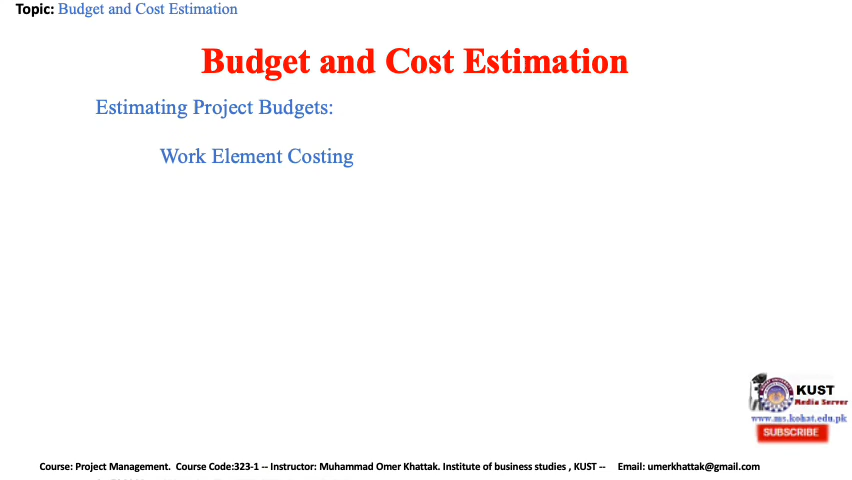 Topic: Budget and Cost Estimation
Budget and Cost Estimation
Estimating Project Budgets:
Work Element Costing
KUST
Media Server
www.ms.kohat.edu.pk
SUBSCRIBE
Course: Project Management. Course Code:323-1 -- Instructor: Muhammad Omer Khattak. Institute of business studies , KUST -- Email: umerkhattak@gmail.com